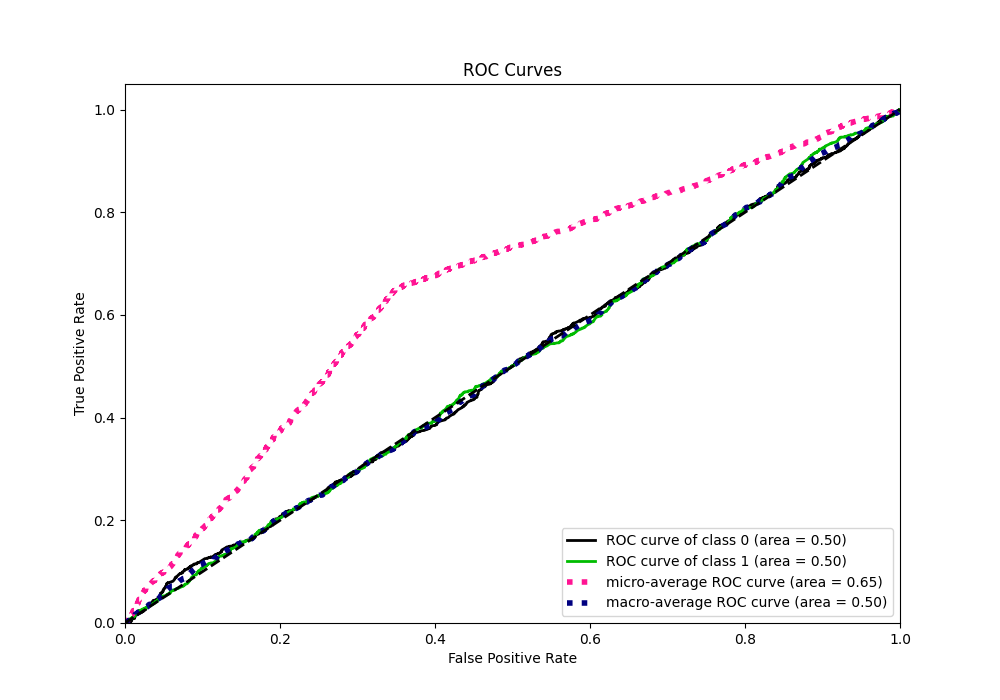 ROC Curves
True Positive Rate
1.0
0.8
0.6
0.4
0.2
0.0
0.0 0.2 0.4 0.6 0.8 1.0
False Positive Rate
ROC curve of class 0 (area = 0.50)
ROC curve of class 1 (area = 0.50)
micro-average ROC curve (area = 0.65)
macro-average ROC curve (area = 0.50)